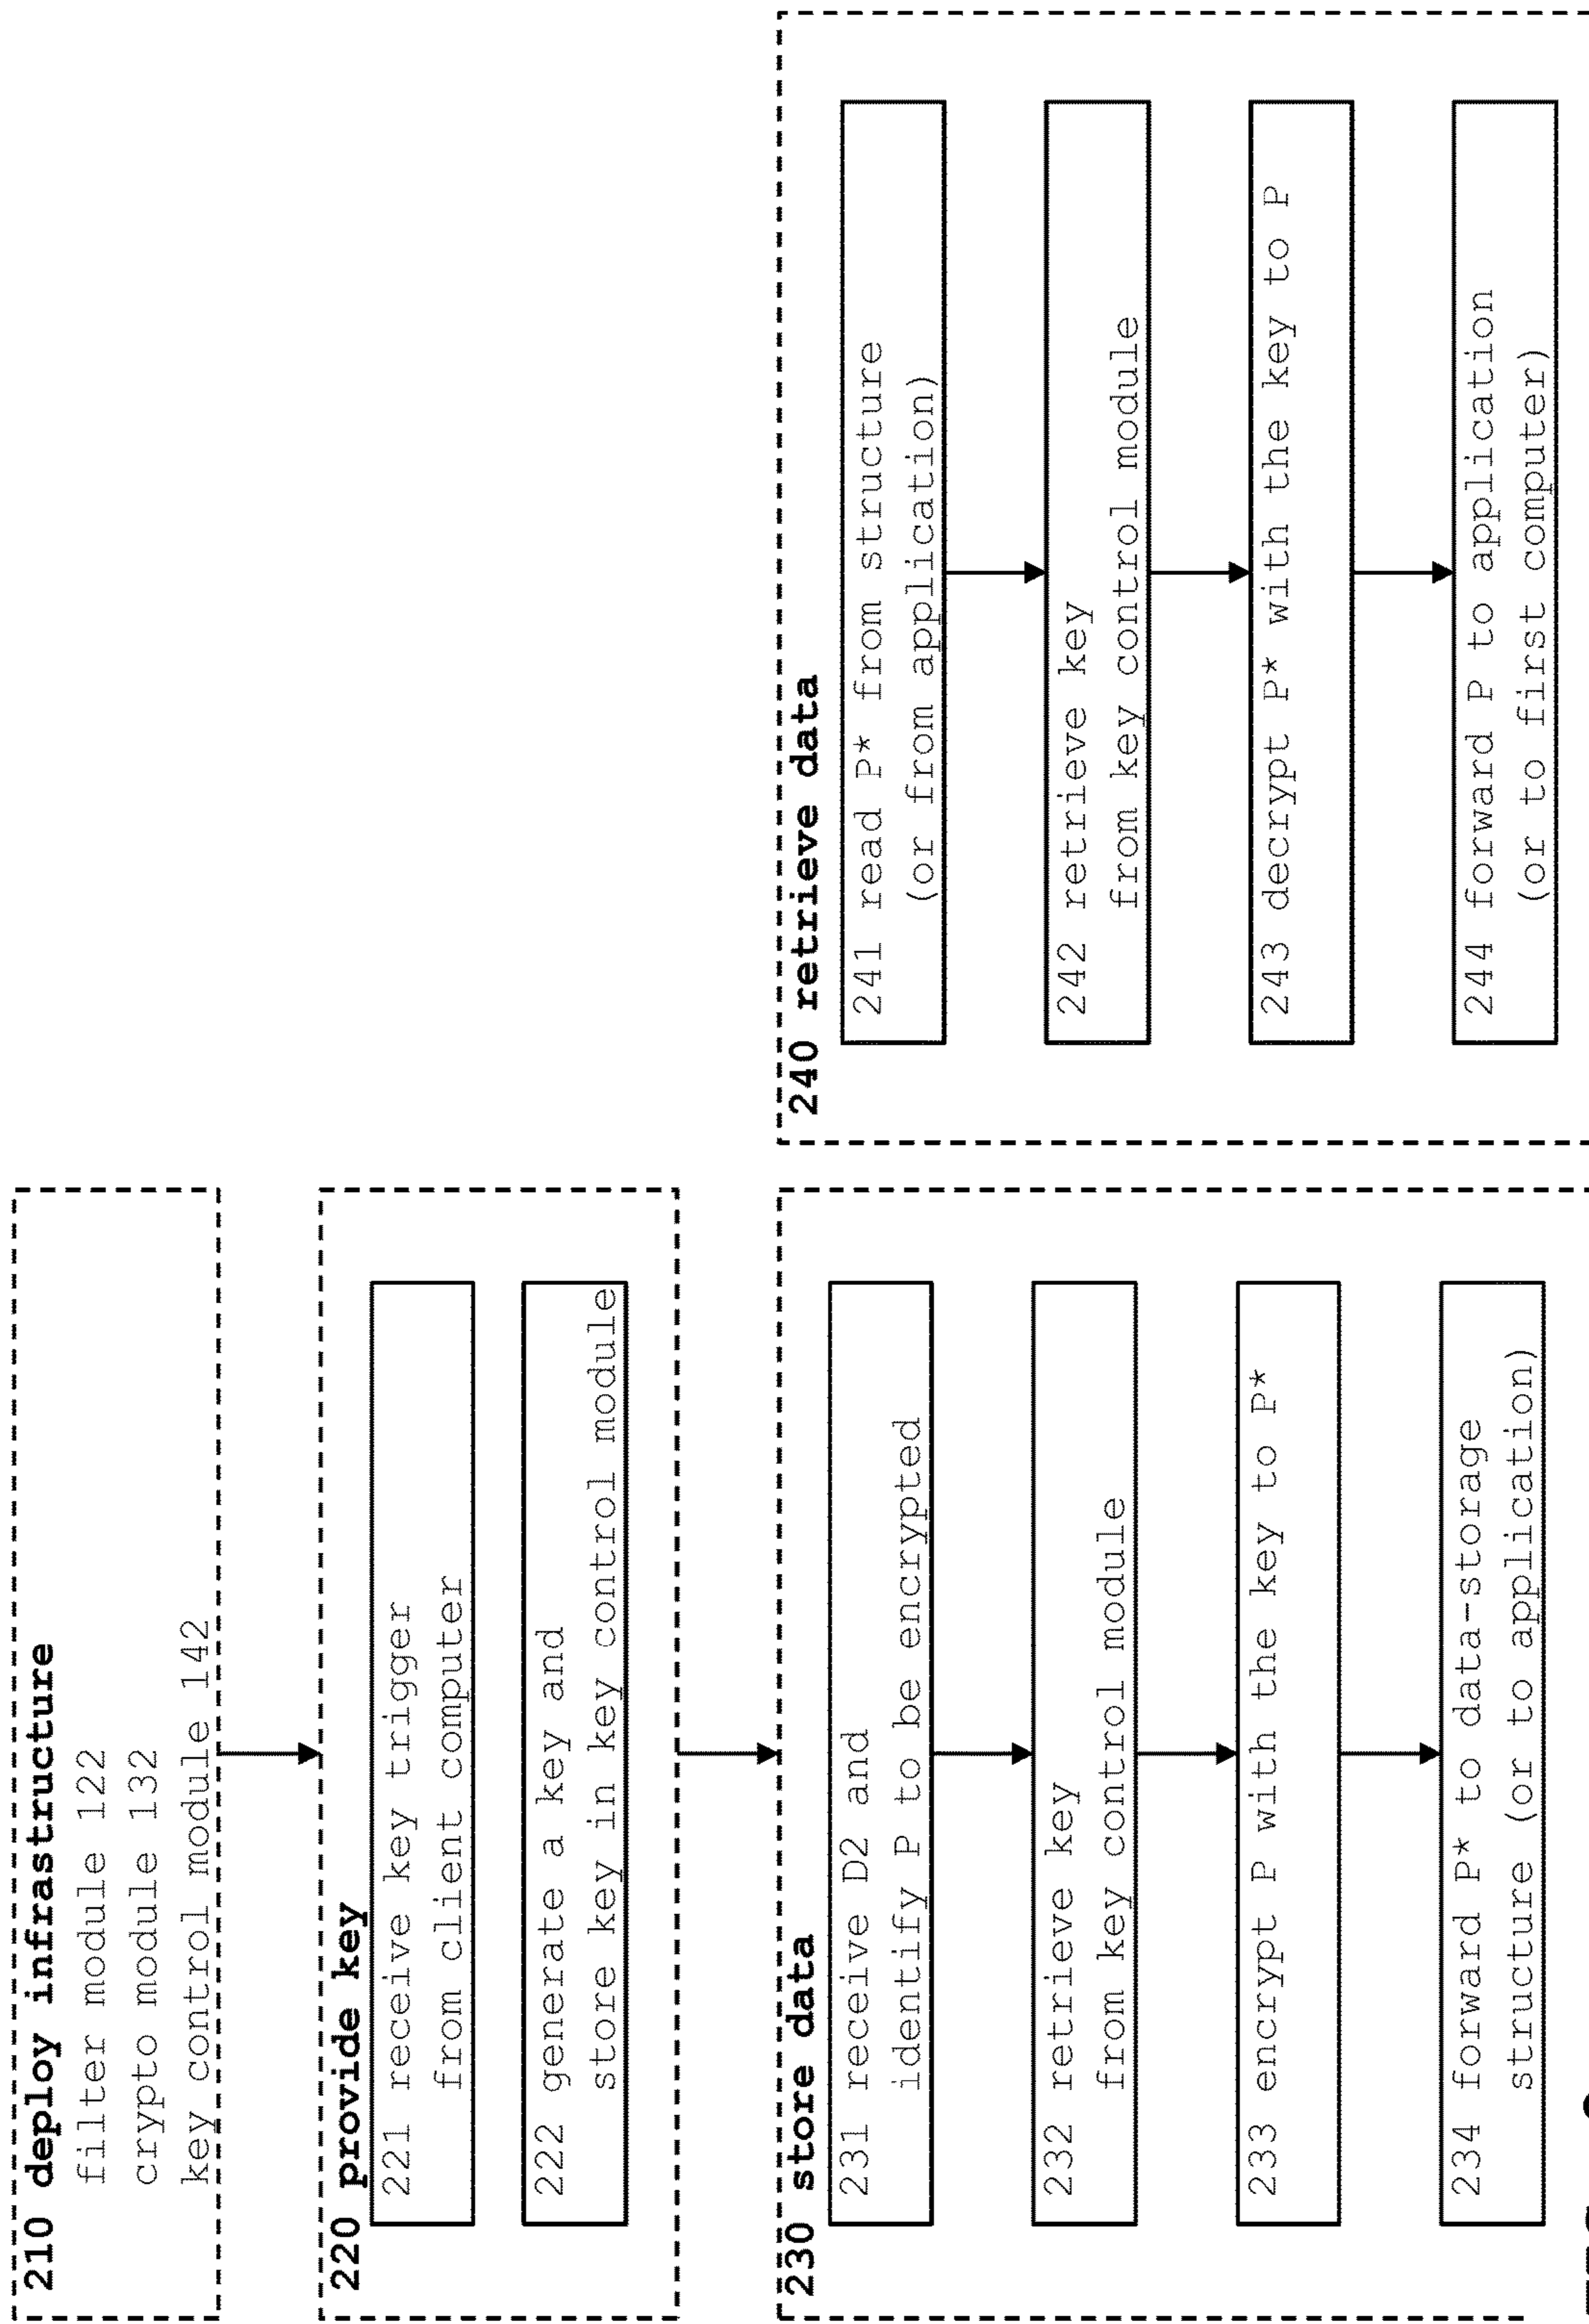 210 deploy infrastructure
filter module 122
crypto module 132
key control module 142
220 provide key
221 receive key trigger
from client computer
222 generate a key and
store key in key control module
230 store data
231 receive D2 and
identify P to be encrypted
232 retrieve key
from key control module
233 encrypt P with the key to P*
234 forward P* to data-storage
structure (or to application)
240 retrieve data
241 read P* from structure
(or from application)
242 retrieve key
from key control module
243 decrypt P* with the key to P
244 forward P to application
(or to first computer)